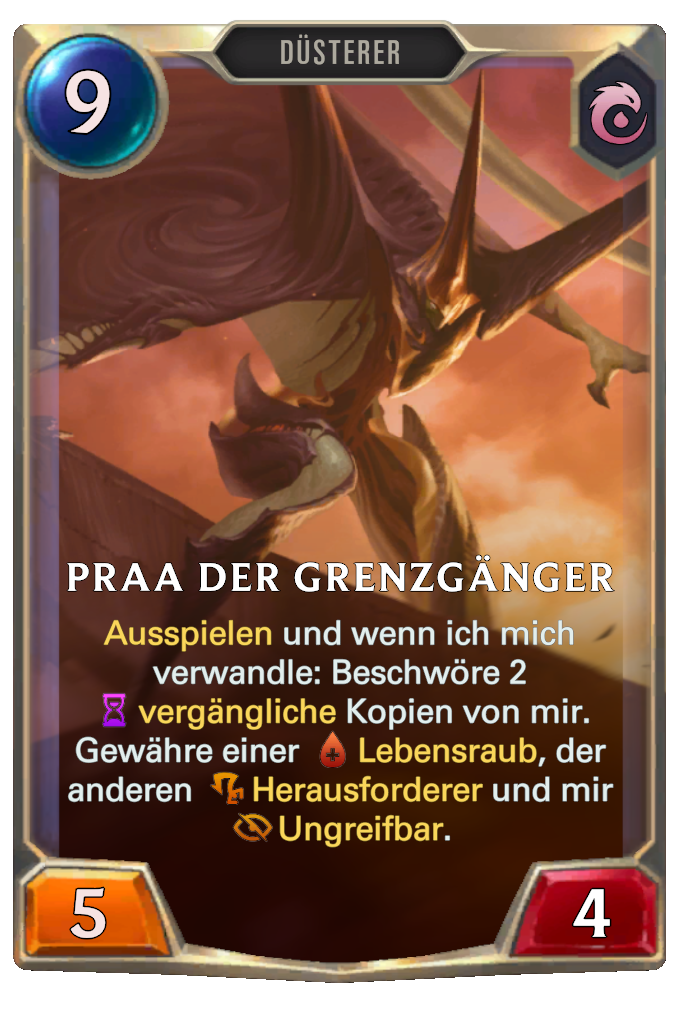 DÜSTERER
9
PRAA DER GRENZGÄNGER
Ausspielen und wenn ich mich
verwandle: Beschwöre 2
vergängliche Kopien von mir.
Gewähre einer Lebensraub, der
anderen Herausforderer und mir
Ungreifbar.
5
4